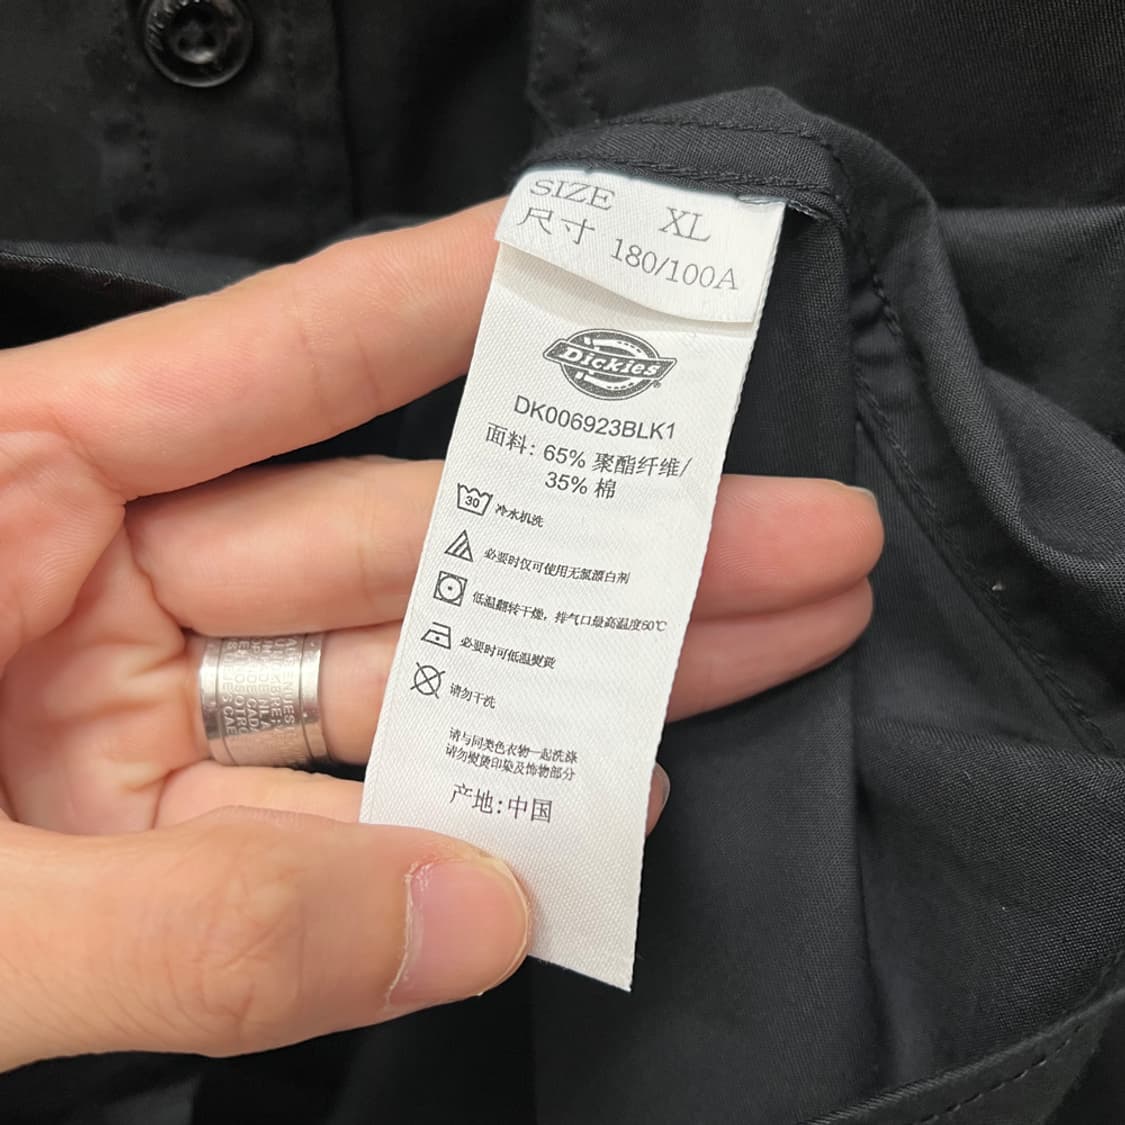 SIZE XL
尺寸 180/100A
Dickies
DK006923BLK1
面料: 65% 聚酯纤维/
35% 棉
30 冷水机洗
必要时仅可使用无氯漂白剂
低温翻转干燥，排气口最高温度60℃
必要时可低温熨烫
请勿干洗
请与同类色衣物一起洗涤
请勿熨烫印染及饰物部分
产地:中国